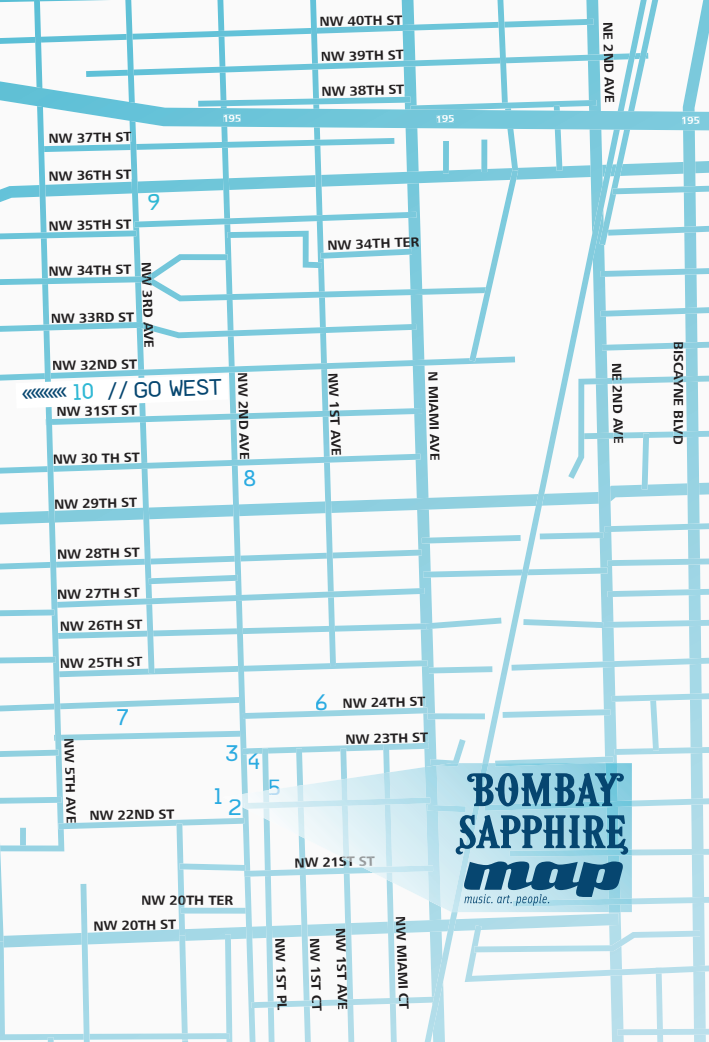 NW 40TH ST
NE 2ND AVE
NW 39TH ST
NW 38TH ST
195
195
195
NW 37TH ST
NW 36TH ST
9
NW 35TH ST
NW 34TH TER
NW 34TH ST
NW 3RD AVE
NW 33RD ST
NW 32ND ST
««««« 10 // GO WEST
NW 31ST ST
NW 2ND AVE
NW 1ST AVE
N MIAMI AVE
NE 2ND AVE
BISCAYNE BLVD
NW 30 TH ST
8
NW 29TH ST
NW 28TH ST
NW 27TH ST
NW 26TH ST
NW 25TH ST
6
NW 24TH ST
7
NW 23TH ST
3
4
NW 5TH AVE
5
1
2
NW 22ND ST
BOMBAY
SAPPHIRE
map
music. art. people.
NW 21ST ST
NW 20TH TER
NW 20TH ST
NW 1ST PL
NW 1ST CT
NW 1ST AVE
NW MIAMI CT